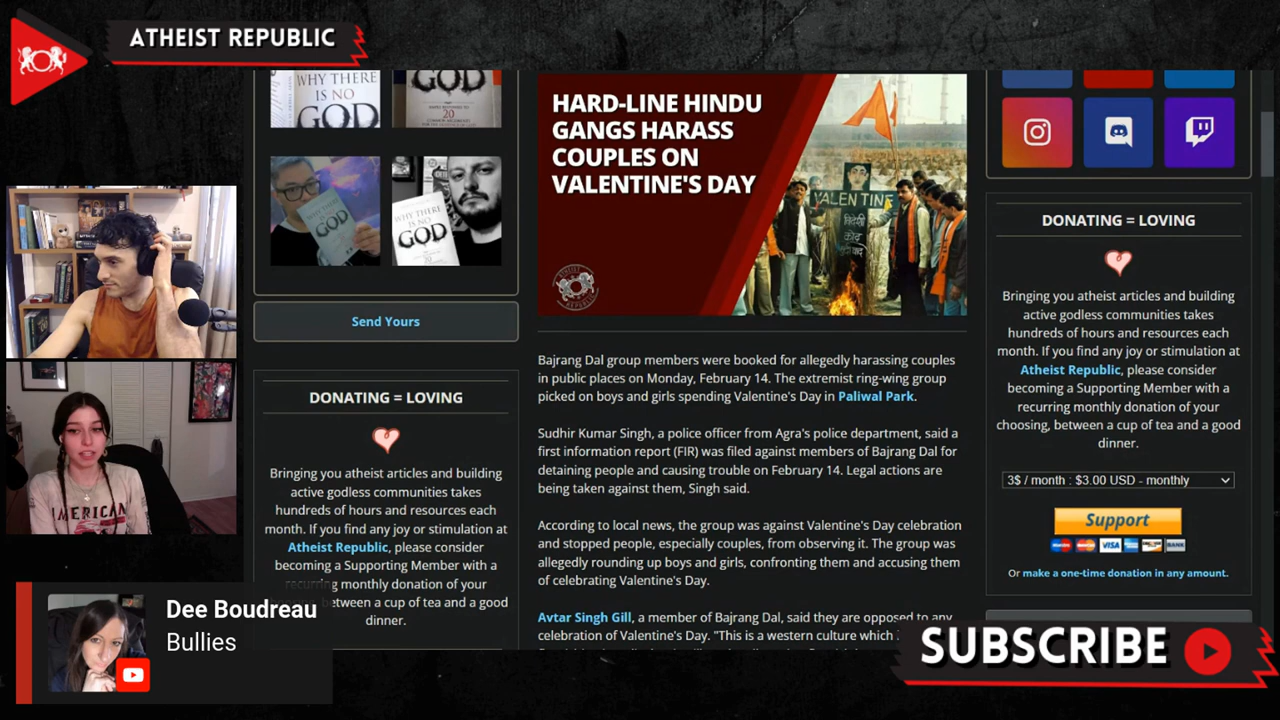 ATHEIST REPUBLIC
WHY THERE
IS NO
GOD
GOD
20
GOD
WHY THERE
IS NO
GOD
Send Yours
DONATING = LOVING
Bringing you atheist articles and building
active godless communities takes
hundreds of hours and resources each
month. If you find any joy or stimulation at
Atheist Republic, please consider
becoming a Supporting Member with a
recurring monthly donation of your
between a cup of tea and a good
dinner.
HARD-LINE HINDU
GANGS HARASS
COUPLES ON
VALENTINE'S DAY
VALENTINE
विदेशी
ATHEIST
REPUBLIC
Bajrang Dal group members were booked for allegedly harassing couples
in public places on Monday, February 14. The extremist ring-wing group
picked on boys and girls spending Valentine's Day in Paliwal Park.
Sudhir Kumar Singh, a police officer from Agra's police department, said a
first information report (FIR) was filed against members of Bajrang Dal for
detaining people and causing trouble on February 14. Legal actions are
being taken against them, Singh said.
According to local news, the group was against Valentine's Day celebration
and stopped people, especially couples, from observing it. The group was
allegedly rounding up boys and girls, confronting them and accusing them
of celebrating Valentine's Day.
Avtar Singh Gill, a member of Bajrang Dal, said they are opposed to any
celebration of Valentine's Day. "This is a western culture which
DONATING = LOVING
Bringing you atheist articles and building
active godless communities takes
hundreds of hours and resources each
month. If you find any joy or stimulation at
Atheist Republic, please consider
becoming a Supporting Member with a
recurring monthly donation of your
choosing, between a cup of tea and a good
dinner.
3$ / month : $3.00 USD - monthly
Support
VISA
BANK
Or make a one-time donation in any amount.
AMERICAN
Dee Boudreau
Bullies
SUBSCRIBE